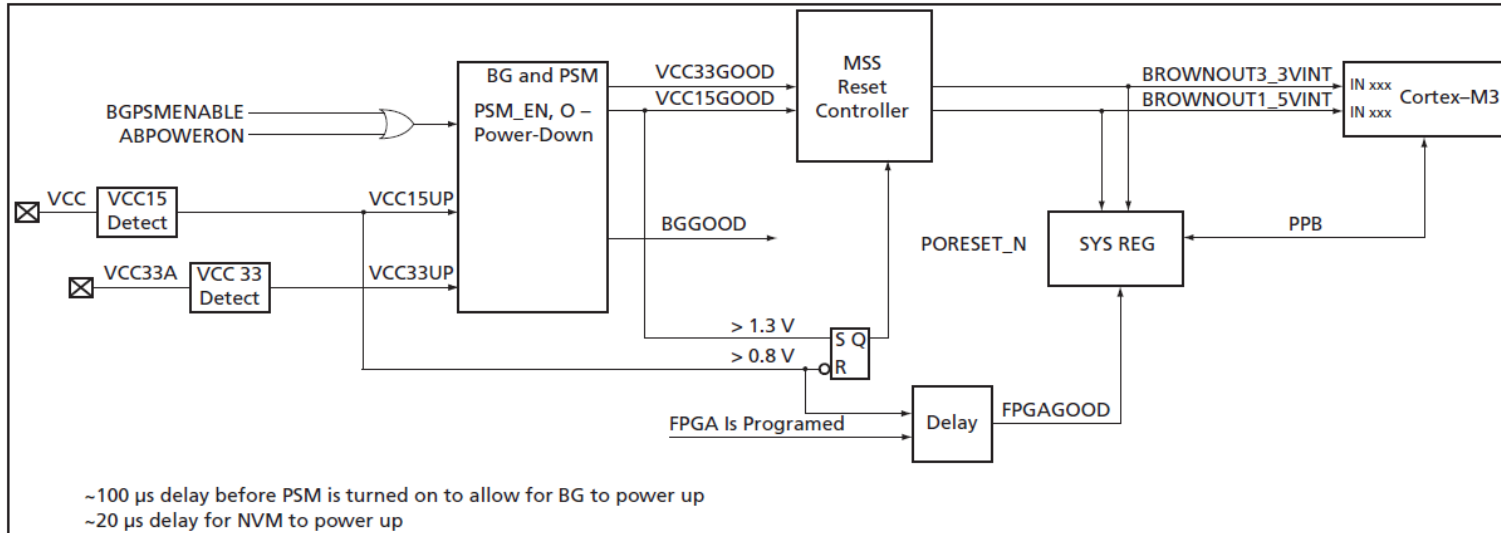 BG and PSM
PSM_EN, O –
Power-Down
BGPSMENABLE
ABPOWERON
VCC
VCC15
Detect
VCC15UP
VCC33A
VCC 33
Detect
VCC33UP
VCC33GOOD
VCC15GOOD
BGGOOD
MSS
Reset
Controller
BROWNOUT3_3VINT
BROWNOUT1_5VINT
IN xxx
IN xxx
Cortex–M3
PORESET_N
SYS REG
PPB
> 1.3 V
> 0.8 V
S Q
R
FPGA Is Programed
Delay
FPGAGOOD
~100 µs delay before PSM is turned on to allow for BG to power up
~20 µs delay for NVM to power up